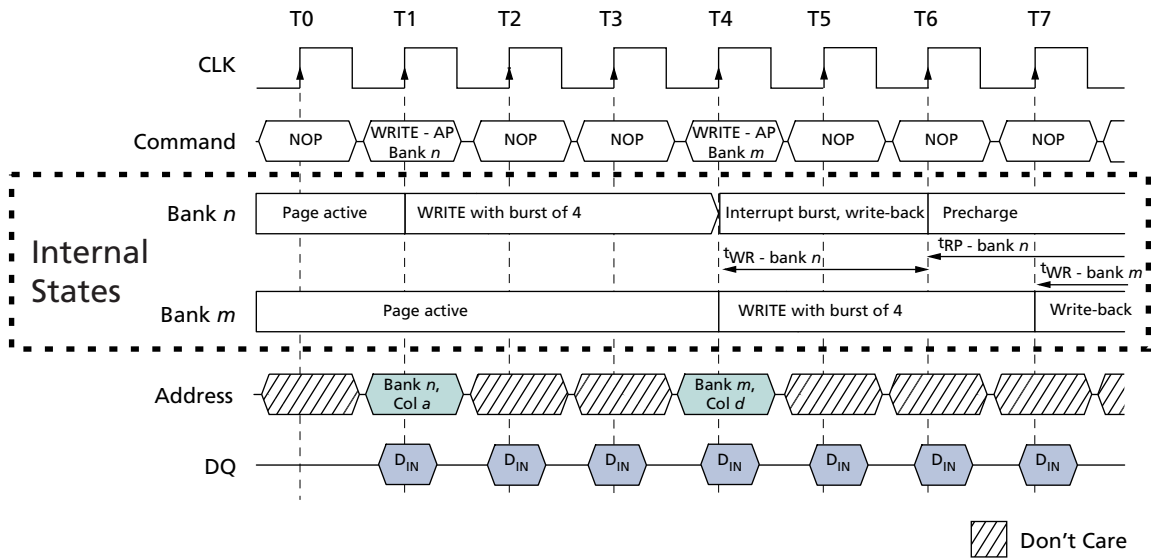 T0 T1 T2 T3 T4 T5 T6 T7
CLK
Command NOP WRITE - AP Bank n NOP NOP WRITE - AP Bank m NOP NOP NOP
Internal States
Bank n Page active WRITE with burst of 4 Interrupt burst, write-back Precharge
tWR - bank n tRP - bank n
tWR - bank m
Bank m Page active WRITE with burst of 4 Write-back
Address Bank n, Col a Bank m, Col d
DQ DIN DIN DIN DIN DIN DIN DIN
Don't Care